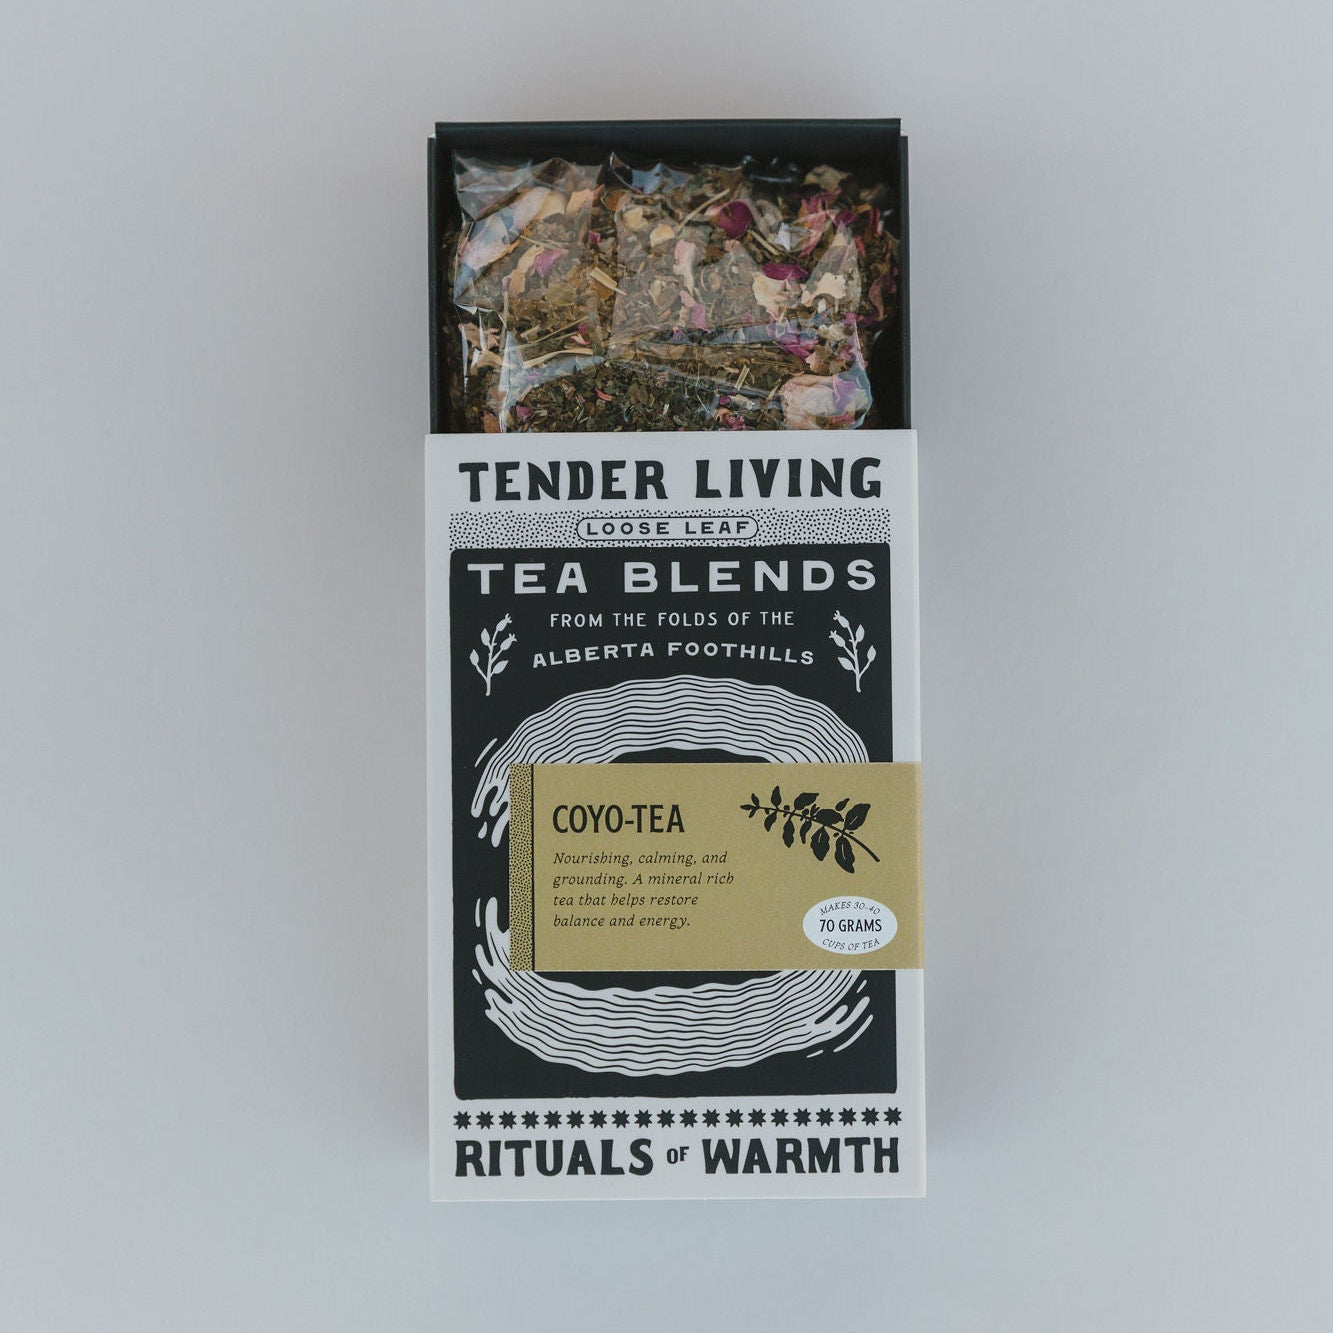 TENDER LIVING
LOOSE LEAF
TEA BLENDS
FROM THE FOLDS OF THE
ALBERTA FOOTHILLS
COYO-TEA
Nourishing, calming, and
grounding. A mineral rich
tea that helps restore
balance and energy.
MAKES 30-40
70 GRAMS
CUPS OF TEA
RITUALS OF WARMTH